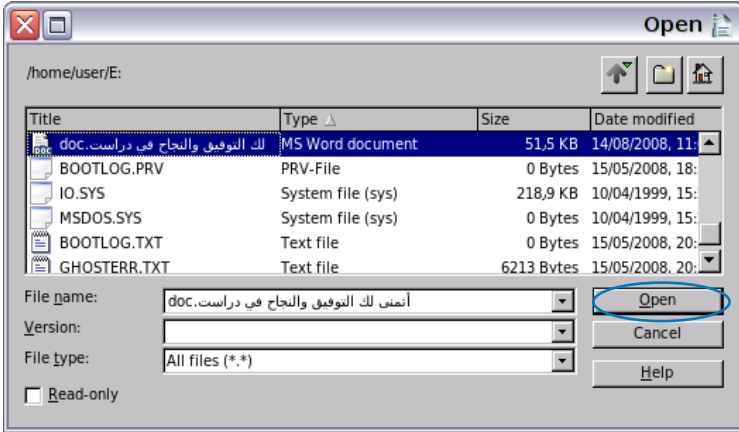 Open
/home/user/E:
Title Type Size Date modified
لك التوفيق والنجاح في دراست.doc MS Word document 51,5 KB 14/08/2008, 11:
BOOTLOG.PRV PRV-File 0 Bytes 15/05/2008, 18:
IO.SYS System file (sys) 218,9 KB 10/04/1999, 15:
MSDOS.SYS System file (sys) 0 Bytes 10/04/1999, 15:
BOOTLOG.TXT Text file 0 Bytes 15/05/2008, 20:
GHOSTERR.TXT Text file 6213 Bytes 15/05/2008, 20:
File name: أتمنى لك التوفيق والنجاح في دراست.doc Open
Version: Cancel
File type: All files (*.*)
Help
Read-only